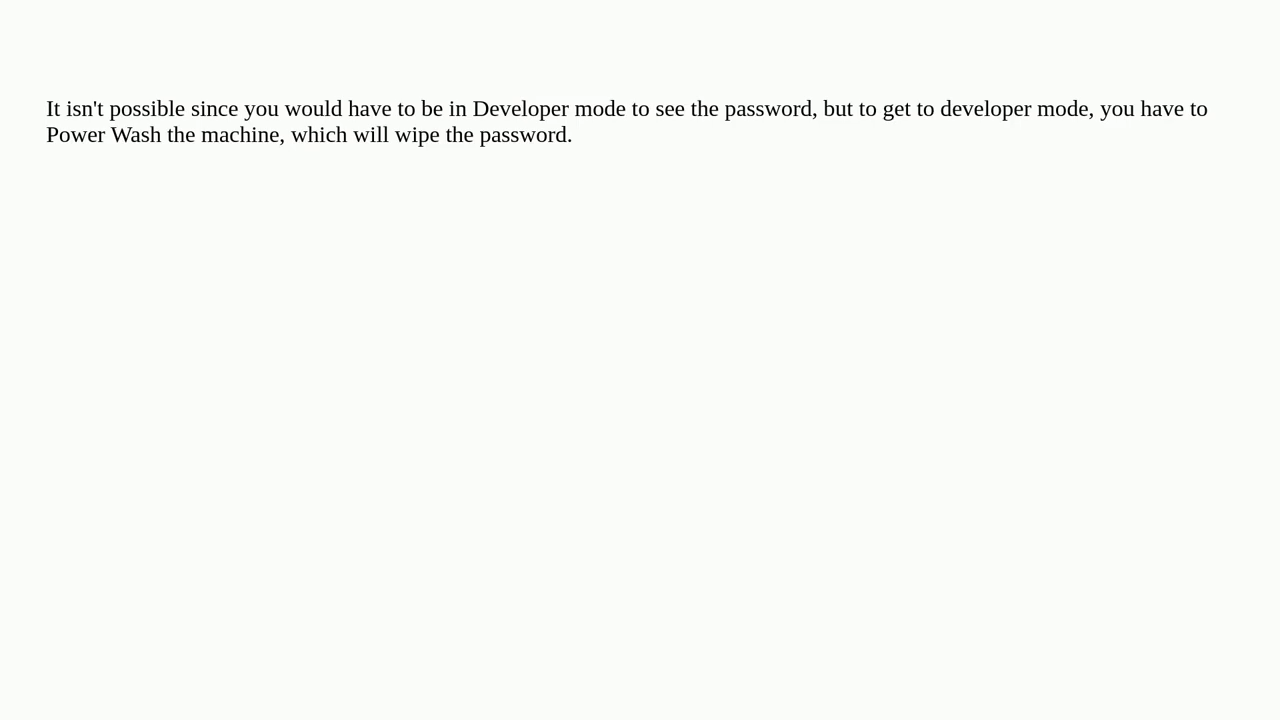 It isn't possible since you would have to be in Developer mode to see the password, but to get to developer mode, you have to
Power Wash the machine, which will wipe the password.